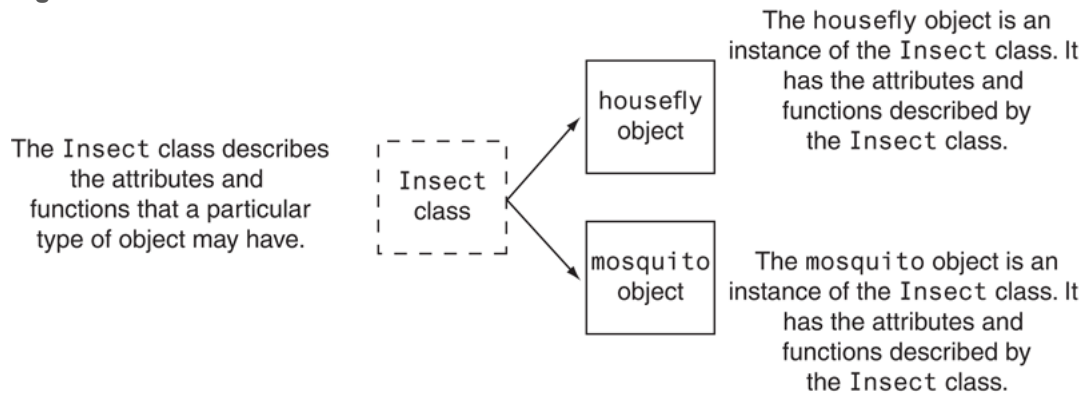 The Insect class describes
the attributes and
functions that a particular
type of object may have.
Insect
class
housefly
object
The housefly object is an
instance of the Insect class. It
has the attributes and
functions described by
the Insect class.
mosquito
object
The mosquito object is an
instance of the Insect class. It
has the attributes and
functions described by
the Insect class.